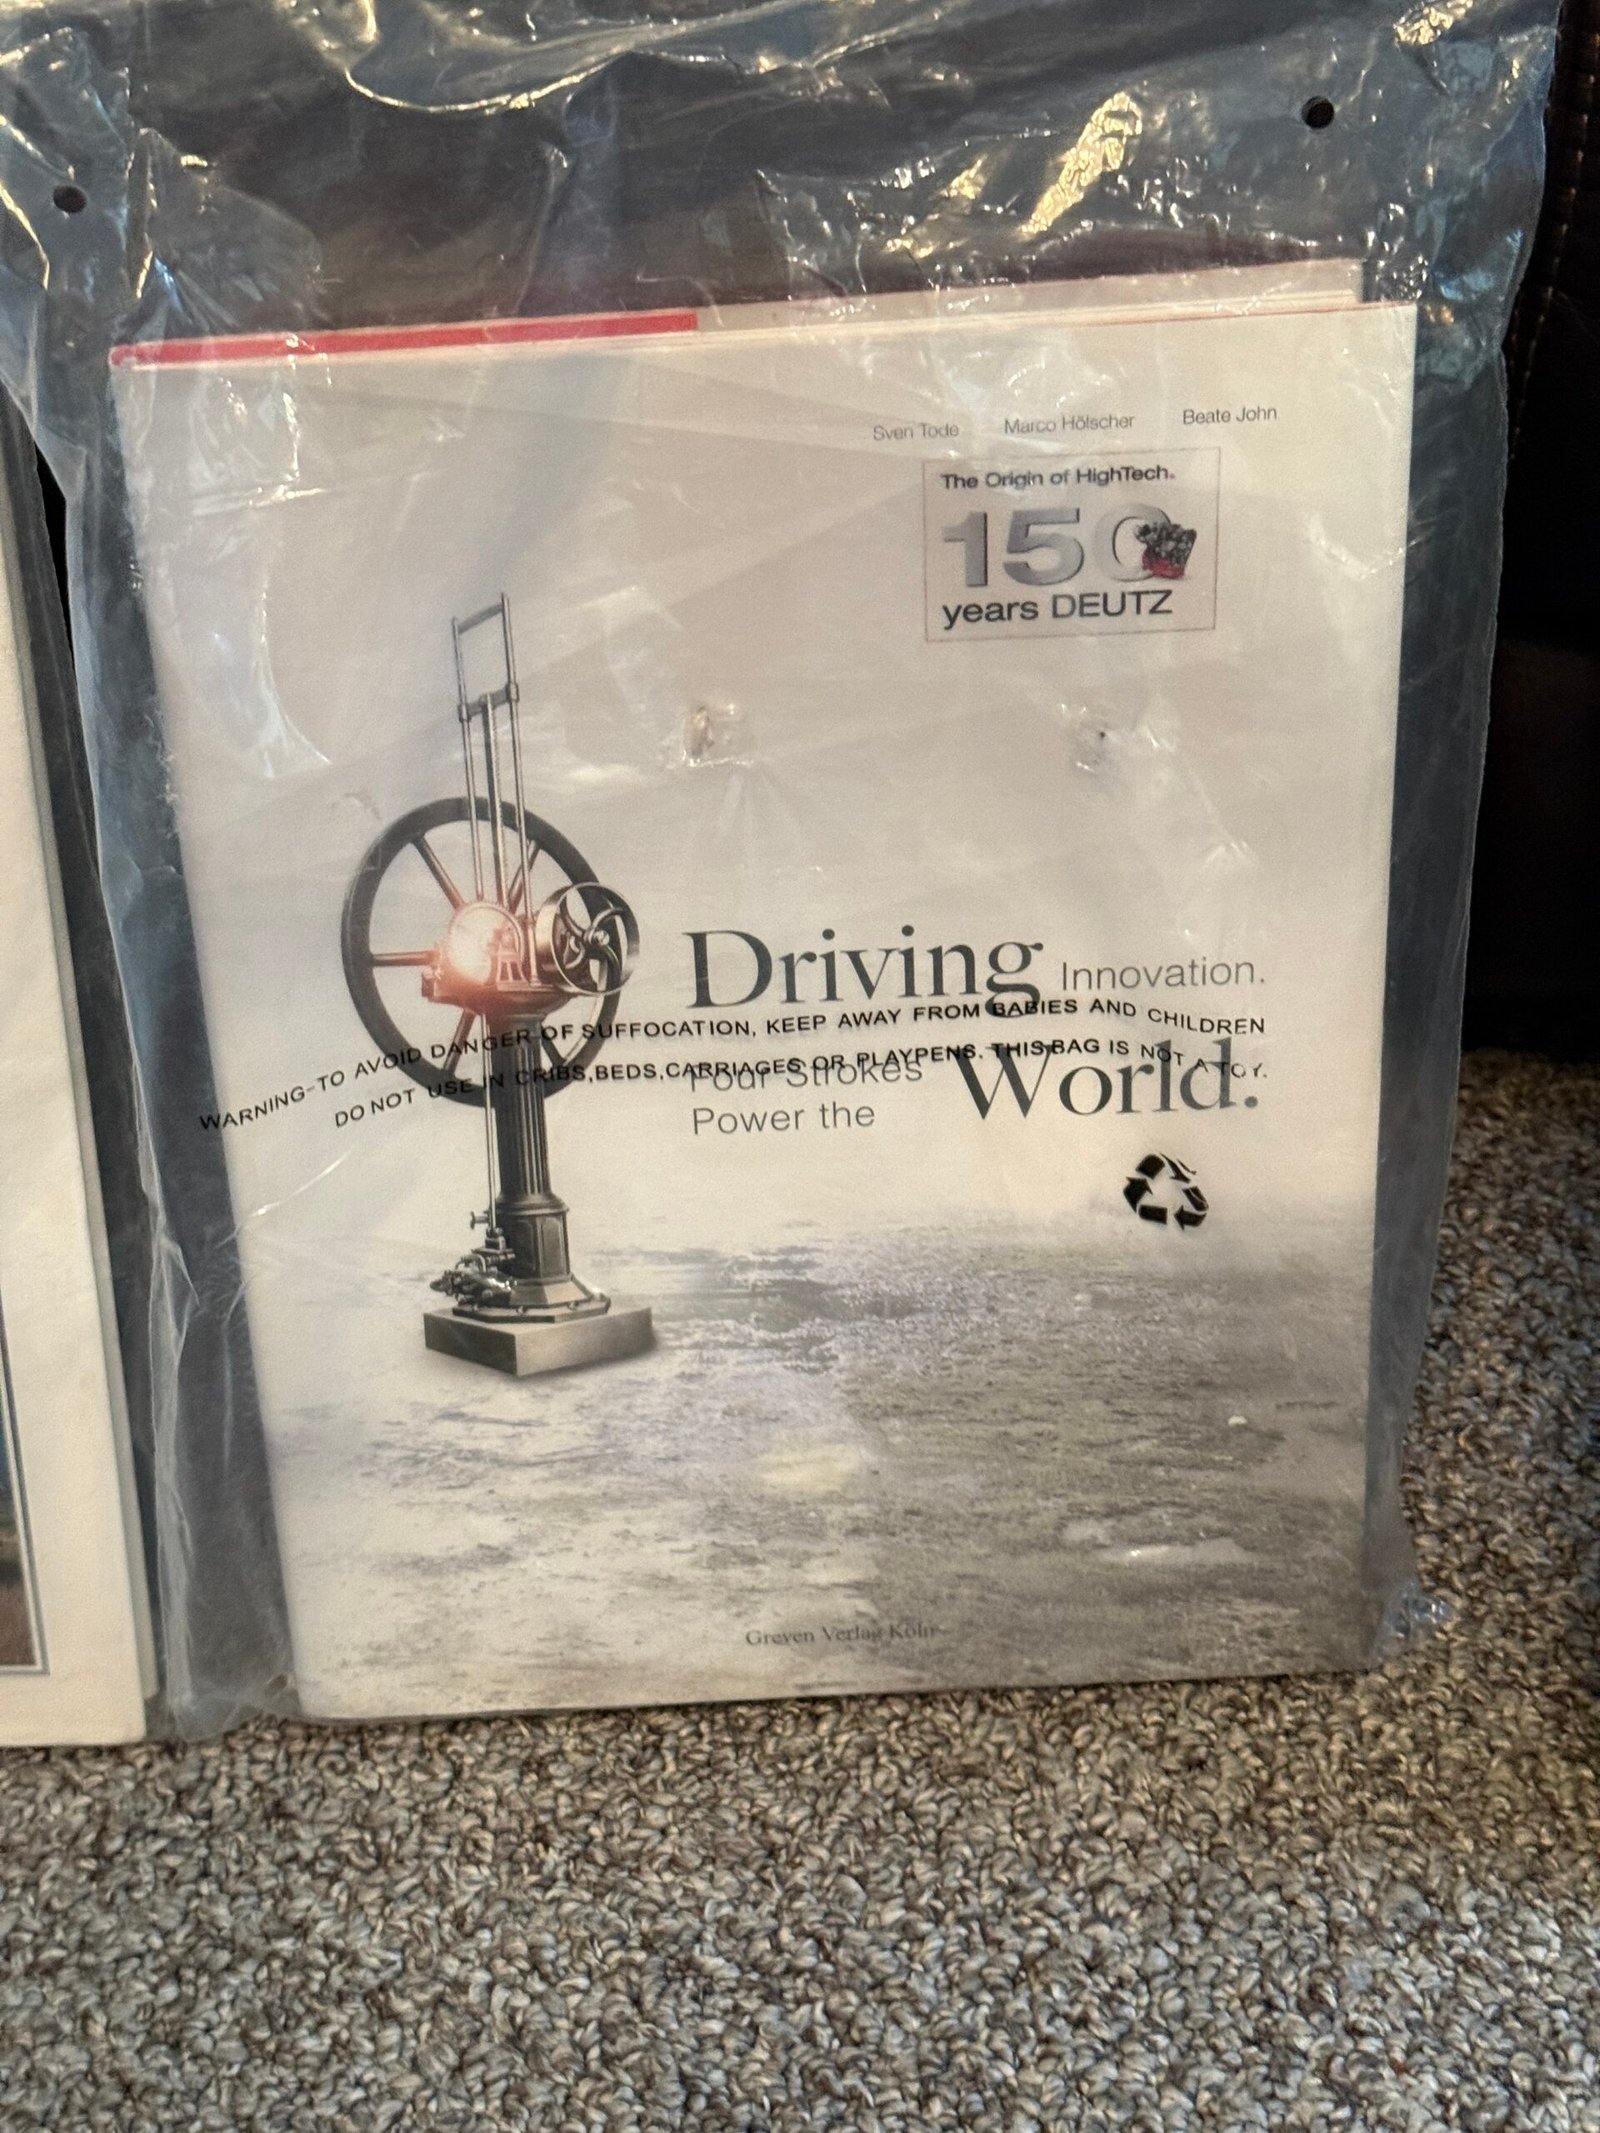 Sven Tode Marco Hölscher Beate John
The Origin of HighTech.
150
years DEUTZ
Driving Innovation.
WARNING-TO AVOID DANGER OF SUFFOCATION, KEEP AWAY FROM BABIES AND CHILDREN
DO NOT USE IN CRIBS,BEDS,CARRIAGES OR PLAYPENS. THIS BAG IS NOT A TOY.
Four Strokes
Power the World.
Greven Verlag Köln